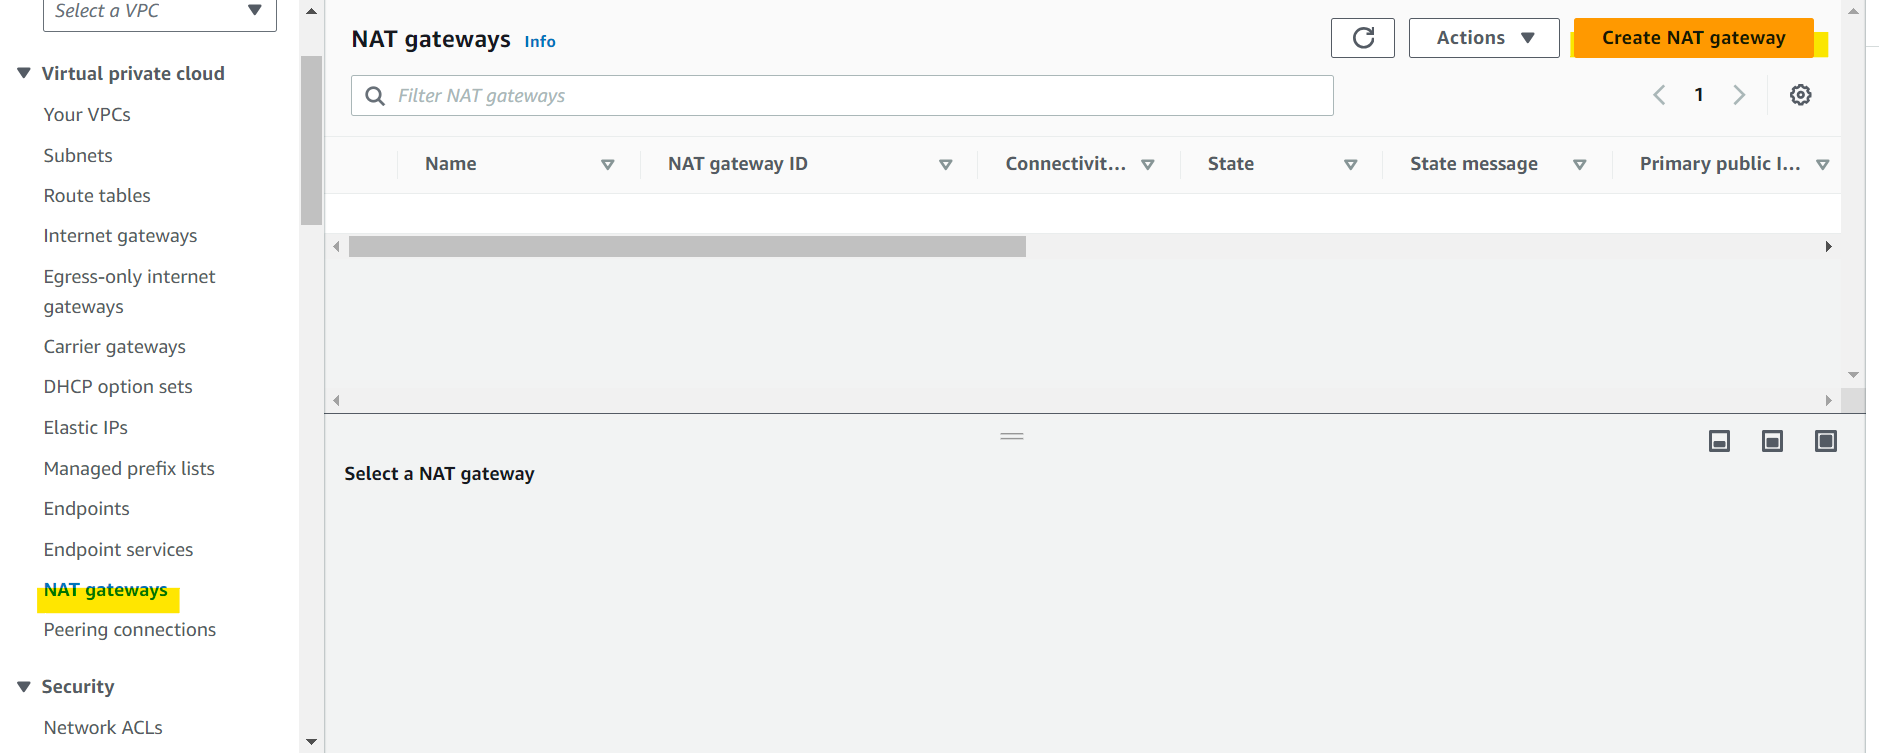 Select a VPC
Virtual private cloud
Your VPCs
Subnets
Route tables
Internet gateways
Egress-only internet
gateways
Carrier gateways
DHCP option sets
Elastic IPs
Managed prefix lists
Endpoints
Endpoint services
NAT gateways
Peering connections
Security
Network ACLs
NAT gateways Info
Actions
Create NAT gateway
Filter NAT gateways
1
Name NAT gateway ID Connectivit... State State message Primary public I...
Select a NAT gateway